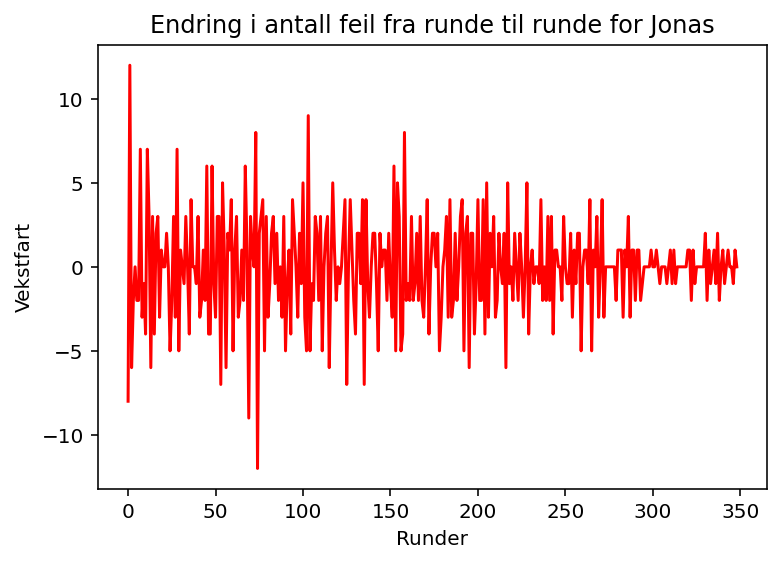 Endring i antall feil fra runde til runde for Jonas
Vekstfart
10
5
0
−5
−10
0 50 100 150 200 250 300 350
Runder